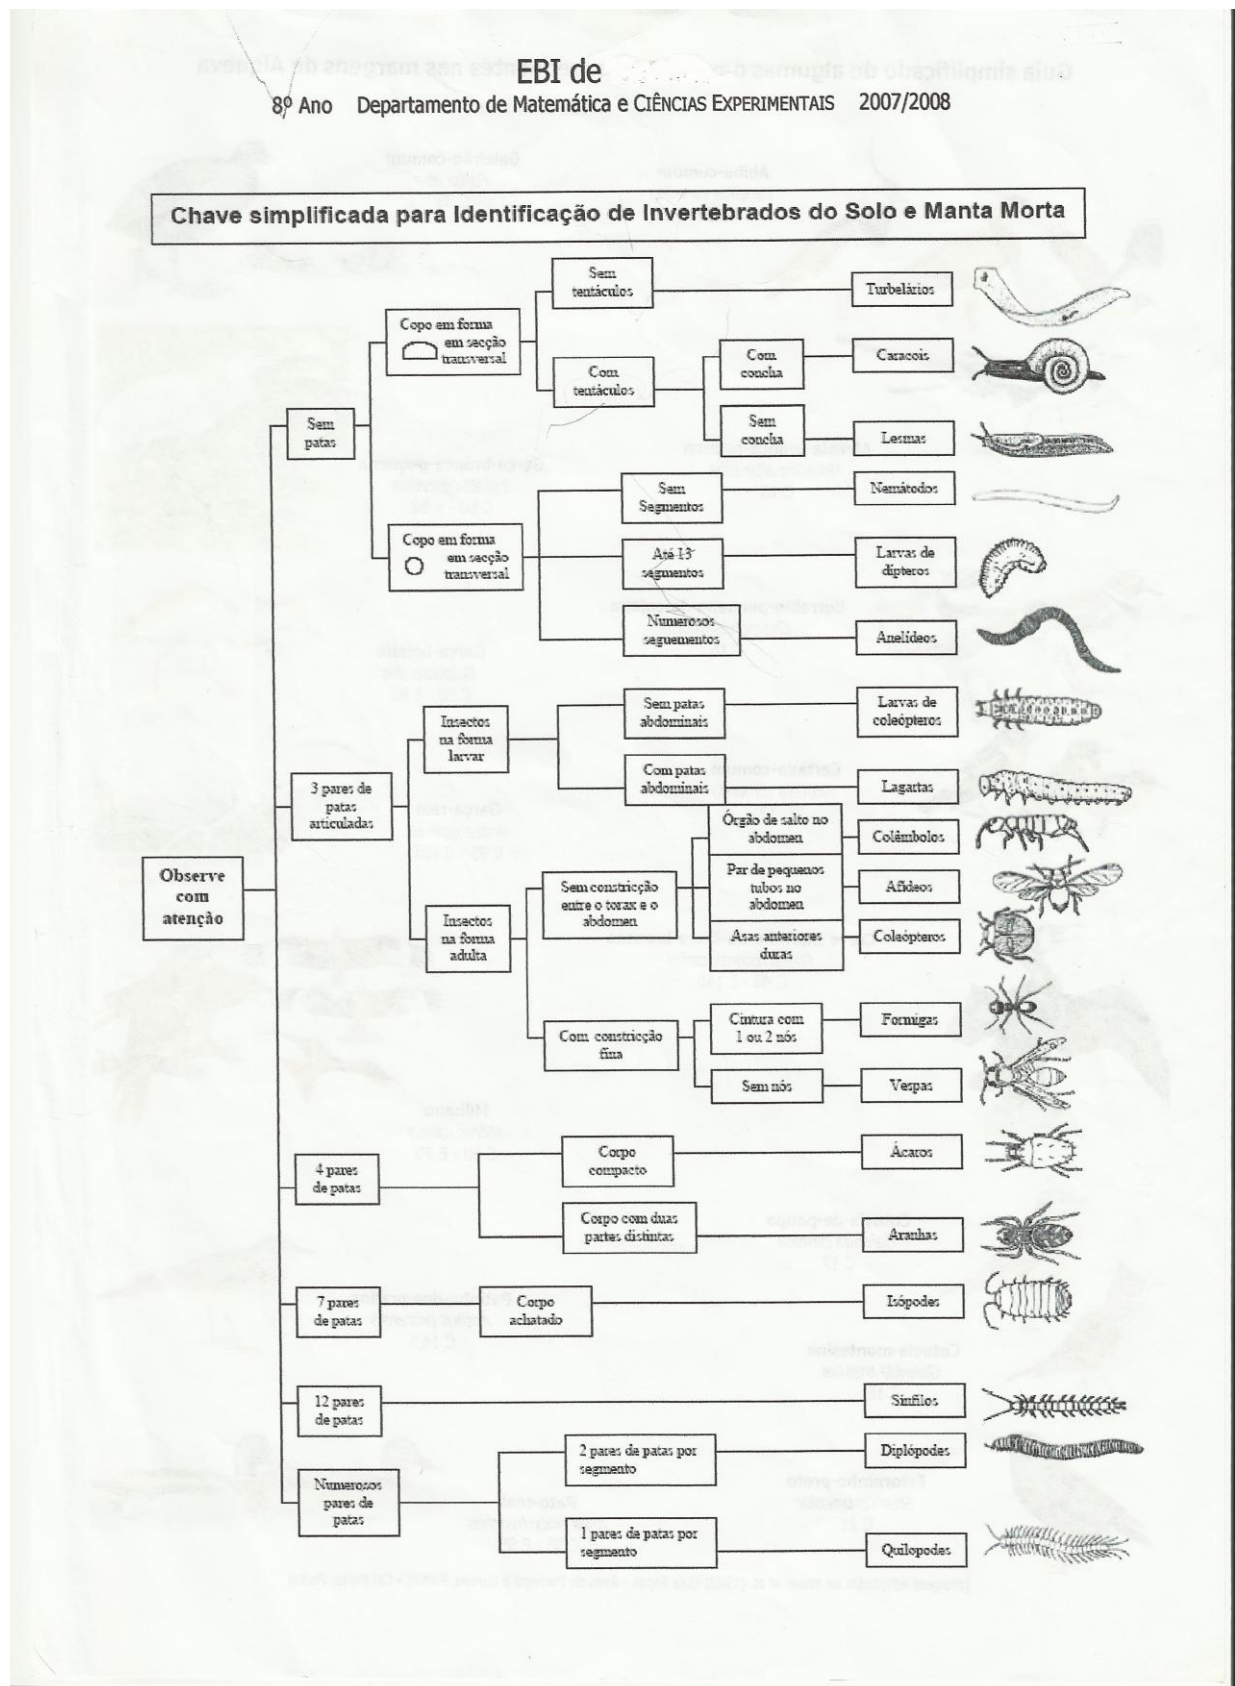 EBI de
8º Ano Departamento de Matemática e CIÊNCIAS EXPERIMENTAIS 2007/2008
Chave simplificada para Identificação de Invertebrados do Solo e Manta Morta
Observe
com
atenção
Sem
patas
Copo em forma
em secção
transversal
Sem
tentáculos
Turbelários
Com
tentáculos
Com
concha
Caracois
Sem
concha
Lesmas
Copo em forma
em secção
transversal
Sem
Segmentos
Nemátodos
Até 13
segmentos
Larvas de
dípteros
Numerosos
seguementos
Anelídeos
3 pares de
patas
articuladas
Insectos
na forma
larvar
Sem patas
abdominais
Larvas de
coleópteros
Com patas
abdominais
Lagartas
Insectos
na forma
adulta
Sem constricção
entre o torax e o
abdomen
Órgão de salto no
abdomen
Colêmbolos
Par de pequenos
tubos no
abdomen
Afídeos
Asas anteriores
duras
Coleópteros
Com constricção
fina
Cintura com
1 ou 2 nós
Formigas
Sem nós
Vespas
4 pares
de patas
Corpo
compacto
Ácaros
Corpo com duas
partes distintas
Aranhas
7 pares
de patas
Corpo
achatado
Isópodes
12 pares
de patas
Sinfilos
Numerosos
pares de
patas
2 pares de patas por
segmento
Diplópodes
1 pares de patas por
segmento
Quilopodes